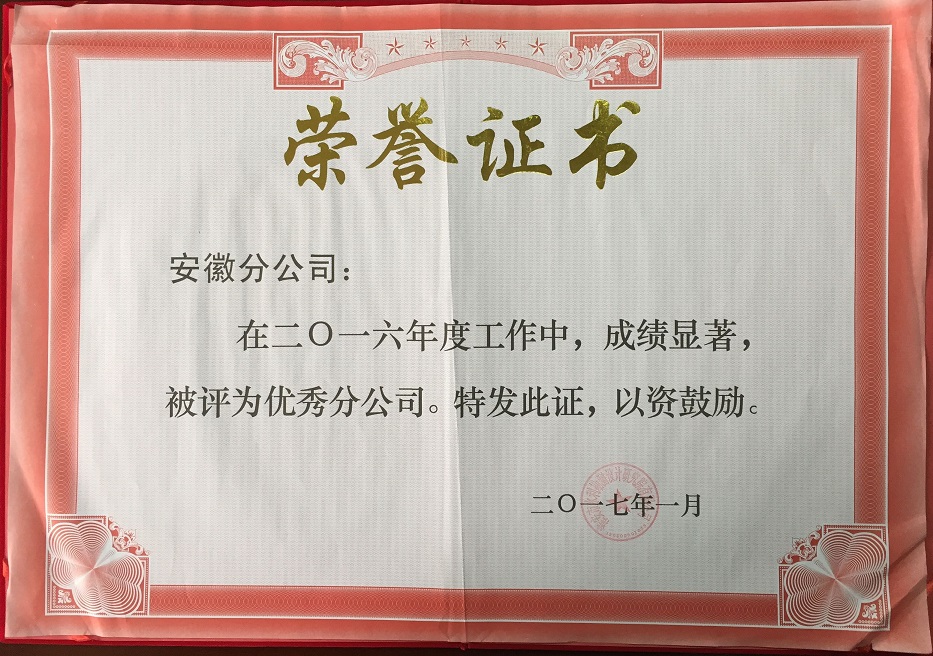 荣誉证书
安徽分公司：
在二〇一六年度工作中，成绩显著，
被评为优秀分公司。特发此证，以资鼓励。
二〇一七年一月